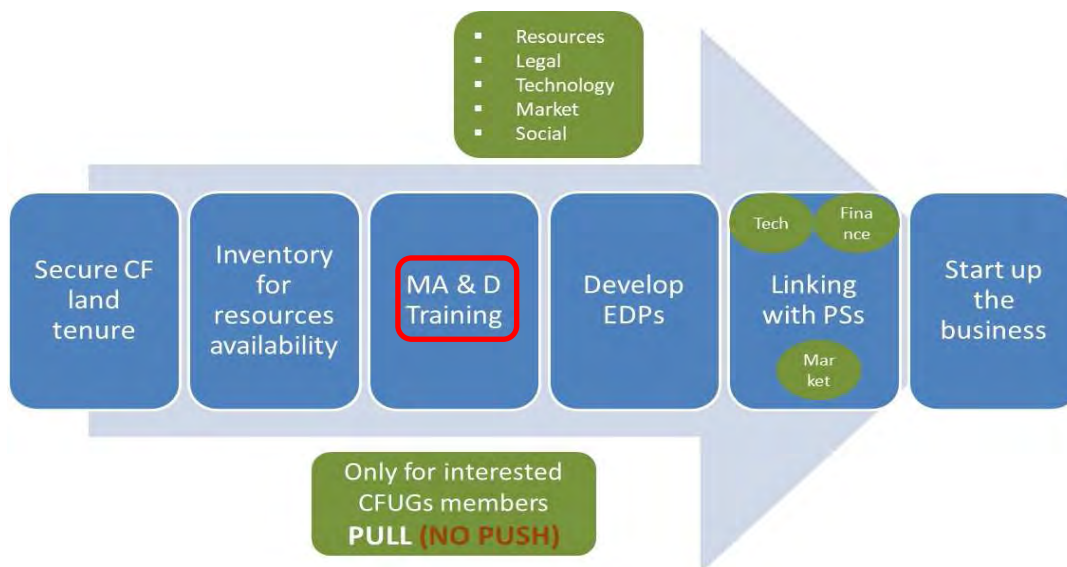 Resources
Legal
Technology
Market
Social
Secure CF
land
tenure
Inventory
for
resources
availability
MA & D
Training
Develop
EDPs
Tech
Fina
nce
Linking
with PSs
Mar
ket
Start up
the
business
Only for interested
CFUGs members
PULL (NO PUSH)